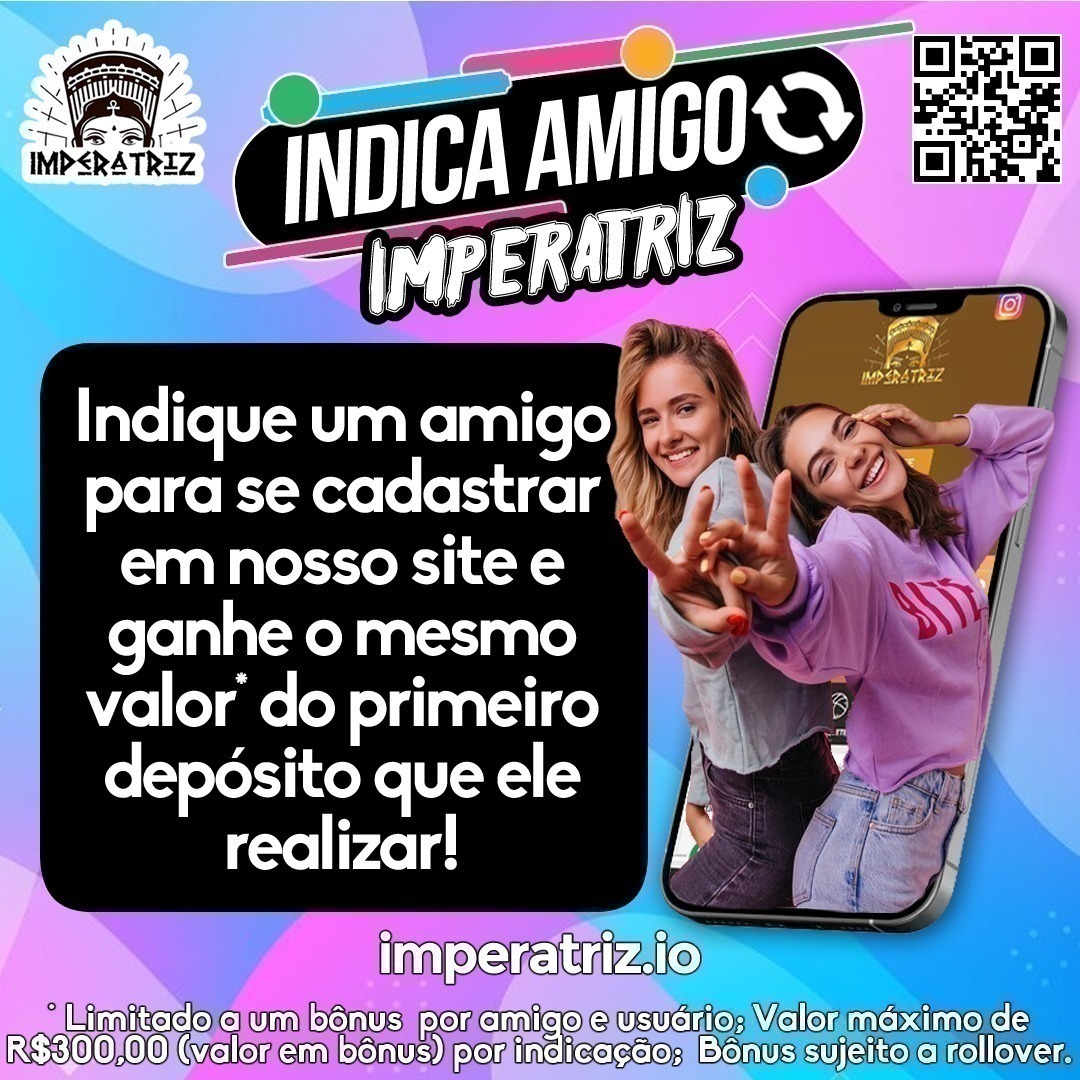 IMPERATRIZ
INDICA AMIGO
IMPERATRIZ
IMPERATRIZ
Indique um amigo
para se cadastrar
em nosso site e
ganhe o mesmo
valor* do primeiro
depósito que ele
realizar!
BITE
imperatriz.io
* Limitado a um bônus por amigo e usuário; Valor máximo de
R$300,00 (valor em bônus) por indicação; Bônus sujeito a rollover.